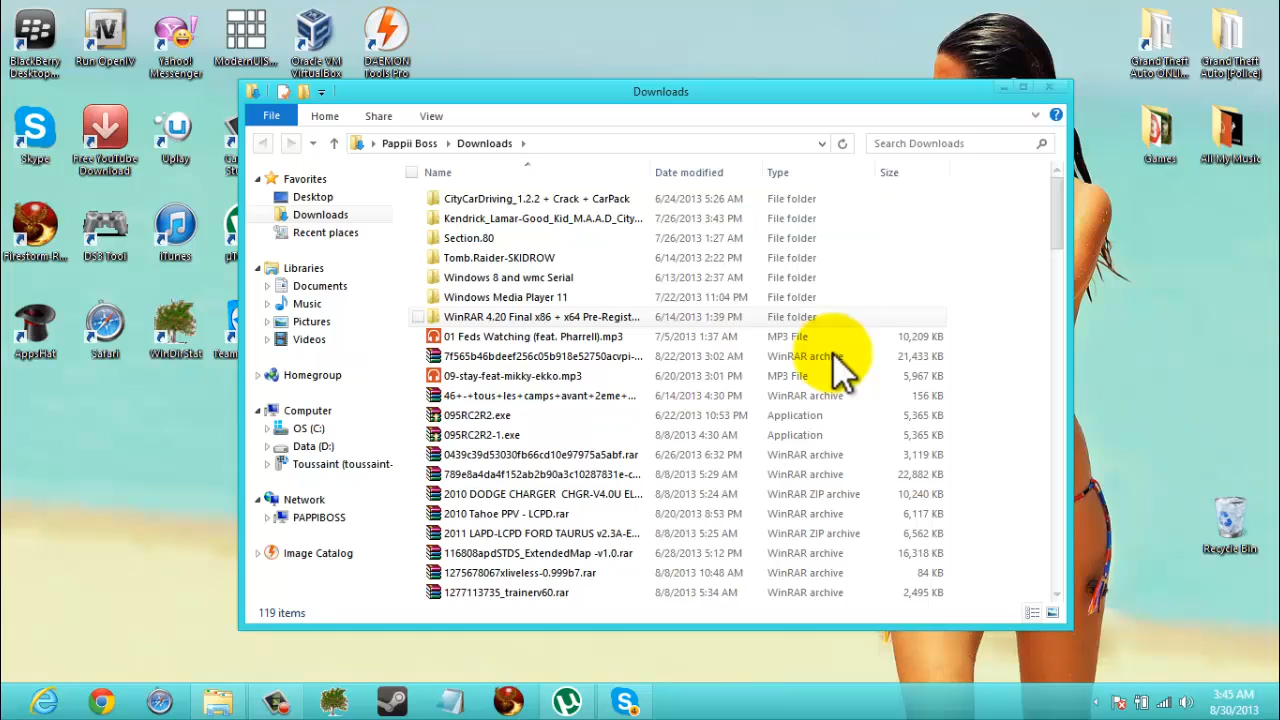 BlackBerry
Desktop...
Run OpenIV
Yahoo!
Messenger
ModernUIS...
Oracle VM
VirtualBox
DAEMON
Tools Pro
Grand Theft
Auto ONLI...
Grand Theft
Auto [Police]
Skype
Free YouTube
Download
Uplay
Games
All My Music
Firestorm-R...
DS3 Tool
iTunes
AppsHat
Safari
WinDirStat
Recycle Bin
Downloads
File
Home
Share
View
Pappii Boss
Downloads
Search Downloads
Favorites
Desktop
Downloads
Recent places
Libraries
Documents
Music
Pictures
Videos
Homegroup
Computer
OS (C:)
Data (D:)
Toussaint (toussaint-
Network
PAPPIBOSS
Image Catalog
Name Date modified Type Size
CityCarDriving_1.2.2 + Crack + CarPack 6/24/2013 5:26 AM File folder
Kendrick_Lamar-Good_Kid_M.A.A.D_City... 7/26/2013 3:43 PM File folder
Section.80 7/26/2013 1:27 AM File folder
Tomb.Raider-SKIDROW 6/14/2013 2:22 PM File folder
Windows 8 and wmc Serial 6/13/2013 2:37 AM File folder
Windows Media Player 11 7/22/2013 11:04 PM File folder
WinRAR 4.20 Final x86 + x64 Pre-Regist... 6/14/2013 1:39 PM File folder
01 Feds Watching (feat. Pharrell).mp3 7/5/2013 1:37 AM MP3 File 10,209 KB
7f565b46bdeef256c05b918e52750acvpi-... 8/22/2013 3:02 AM WinRAR archive 21,433 KB
09-stay-feat-mikky-ekko.mp3 6/20/2013 3:01 PM MP3 File 5,967 KB
46+-+tous+les+camps+avant+2eme+... 6/14/2013 4:30 PM WinRAR archive 156 KB
095RC2R2.exe 6/22/2013 10:53 PM Application 5,365 KB
095RC2R2-1.exe 8/8/2013 4:30 AM Application 5,365 KB
0439c39d53030fb66cd10e97975a5abf.rar 6/26/2013 6:32 PM WinRAR archive 3,119 KB
789e8a4da4f152ab2b90a3c10287831e-c... 8/8/2013 5:29 AM WinRAR archive 22,882 KB
2010 DODGE CHARGER CHGR-V4.0U EL... 8/8/2013 5:24 AM WinRAR ZIP archive 10,240 KB
2010 Tahoe PPV - LCPD.rar 8/20/2013 8:53 PM WinRAR archive 6,117 KB
2011 LAPD-LCPD FORD TAURUS v2.3A-E... 8/8/2013 5:25 AM WinRAR ZIP archive 6,562 KB
116808apdSTDS_ExtendedMap -v1.0.rar 6/28/2013 5:12 PM WinRAR archive 16,318 KB
1275678067xliveless-0.999b7.rar 8/8/2013 10:48 AM WinRAR archive 84 KB
1277113735_trainerv60.rar 8/8/2013 5:34 AM WinRAR archive 2,495 KB
119 items
3:45 AM
8/30/2013